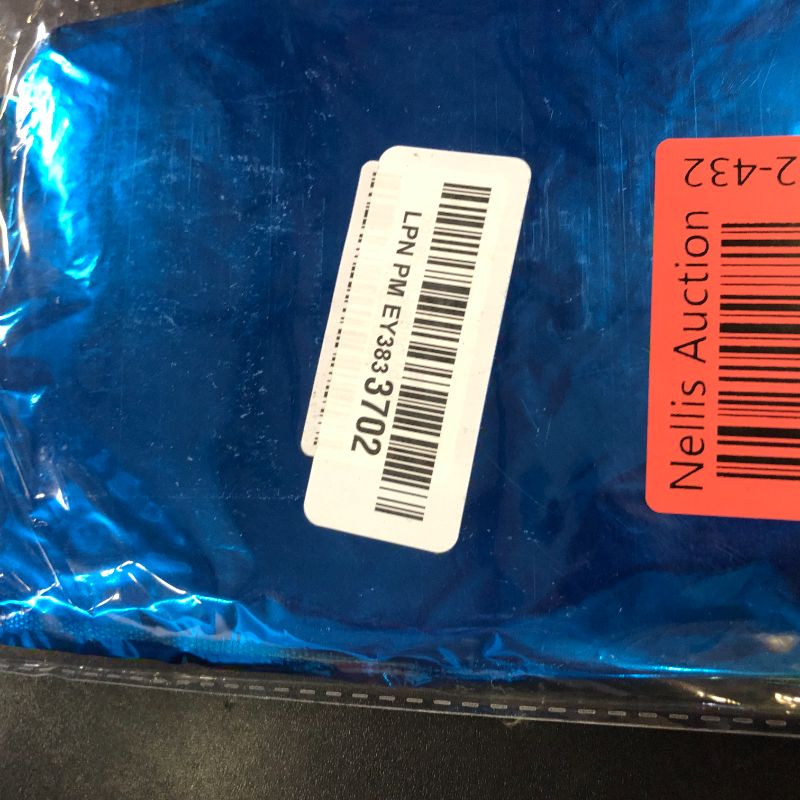 LPN PM EY3833702
Nellis Auction
2-432